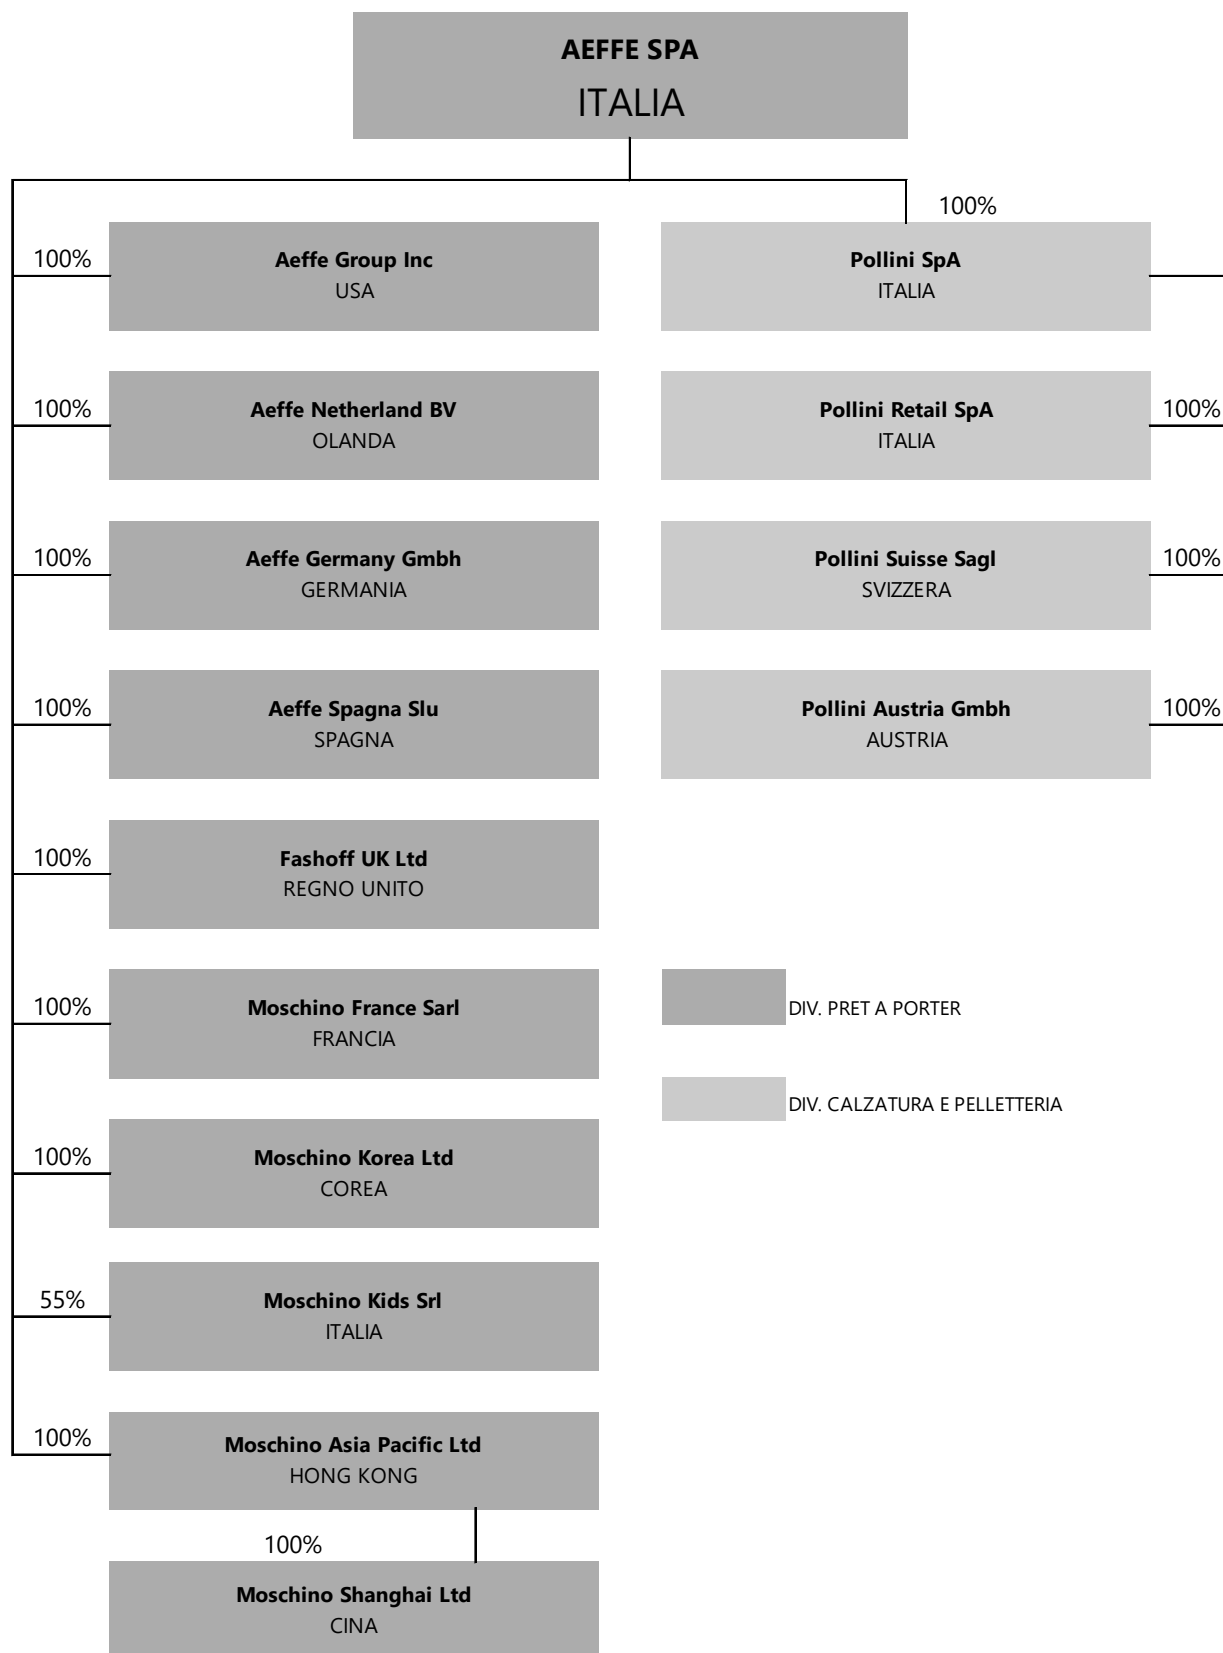 AEFFE SPA
ITALIA
100%
100%
Aeffe Group Inc
USA
Pollini SpA
ITALIA
100%
Aeffe Netherland BV
OLANDA
Pollini Retail SpA
ITALIA
100%
100%
Aeffe Germany Gmbh
GERMANIA
Pollini Suisse Sagl
SVIZZERA
100%
100%
Aeffe Spagna Slu
SPAGNA
Pollini Austria Gmbh
AUSTRIA
100%
100%
Fashoff UK Ltd
REGNO UNITO
100%
Moschino France Sarl
FRANCIA
DIV. PRET A PORTER
DIV. CALZATURA E PELLETTERIA
100%
Moschino Korea Ltd
COREA
55%
Moschino Kids Srl
ITALIA
100%
Moschino Asia Pacific Ltd
HONG KONG
100%
Moschino Shanghai Ltd
CINA